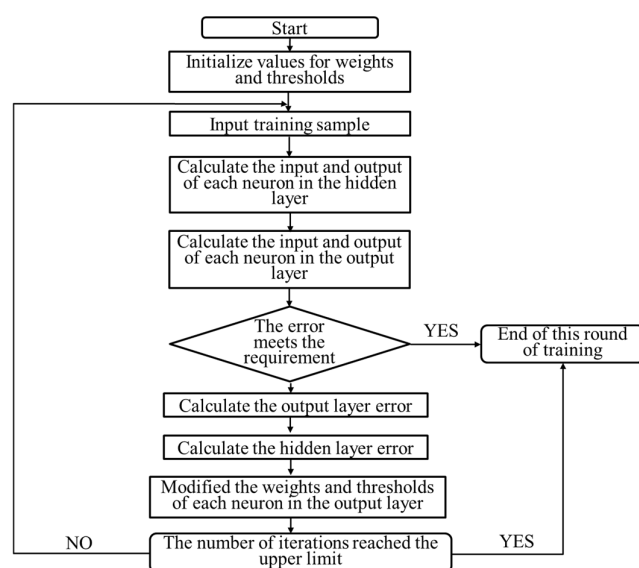 Start
Initialize values for weights
and thresholds
Input training sample
Calculate the input and output
of each neuron in the hidden
layer
Calculate the input and output
of each neuron in the output
layer
The error
meets the
requirement
YES
End of this round
of training
Calculate the output layer error
Calculate the hidden layer error
Modified the weights and thresholds
of each neuron in the output layer
NO
The number of iterations reached the
upper limit
YES